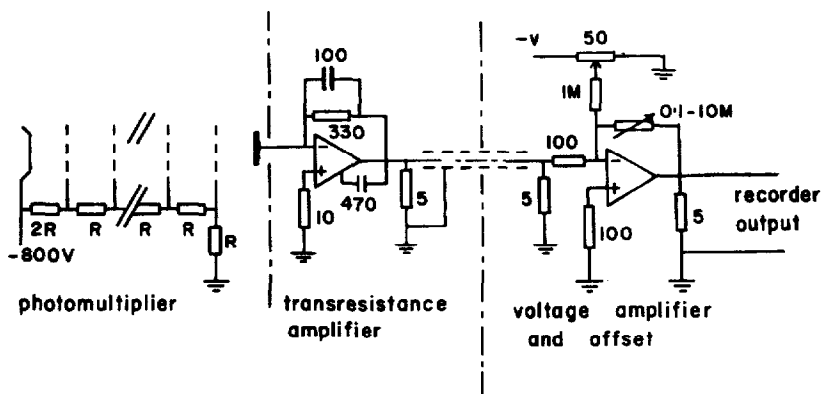 -v
50
100
1M
0·1-10M
330
100
-
-
+
+
470
10
5
5
100
5
recorder
output
2R
R
R
R
R
-800V
photomultiplier
transresistance
amplifier
voltage amplifier
and offset